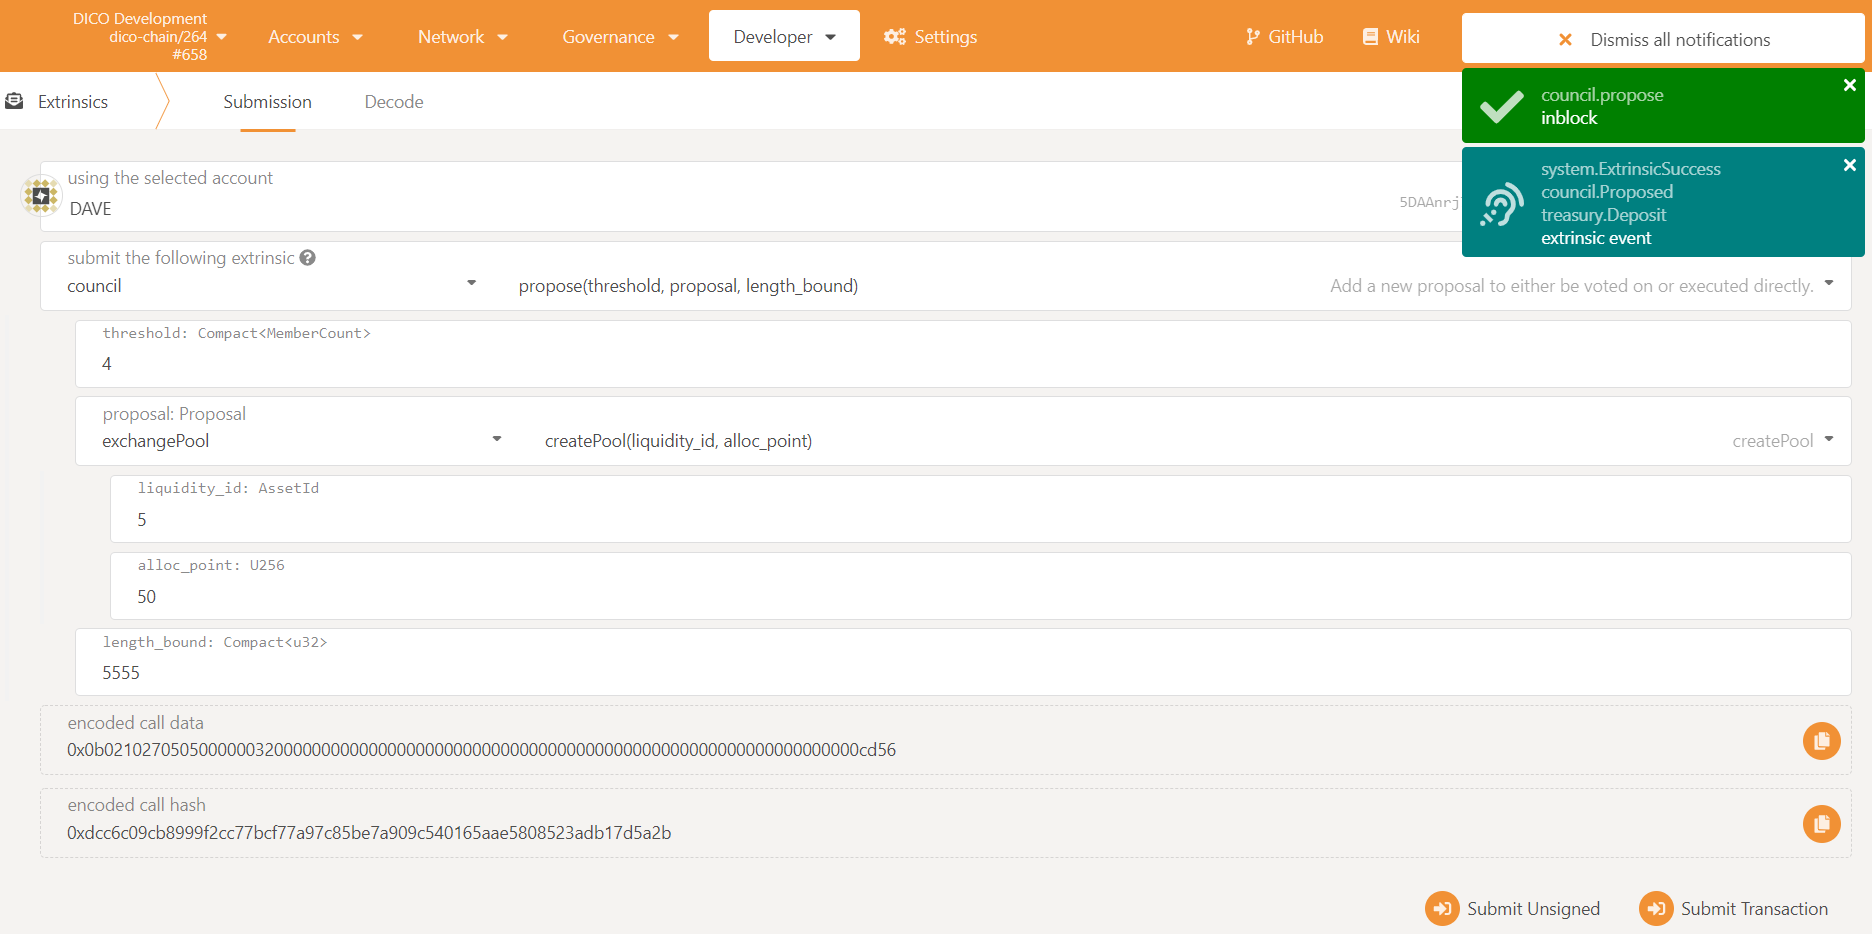 DICO Development
dico-chain/264
#658
Accounts
Network
Governance
Developer
Settings
GitHub
Wiki
Dismiss all notifications
council.propose
inblock
system.ExtrinsicSuccess
council.Proposed
treasury.Deposit
extrinsic event
Extrinsics
Submission
Decode
using the selected account
DAVE
5DAAnrj
submit the following extrinsic
council
propose(threshold, proposal, length_bound)
Add a new proposal to either be voted on or executed directly.
threshold: Compact<MemberCount>
4
proposal: Proposal
exchangePool
createPool(liquidity_id, alloc_point)
createPool
liquidity_id: AssetId
5
alloc_point: U256
50
length_bound: Compact<u32>
5555
encoded call data
0x0b02102705050000003200000000000000000000000000000000000000000000000000000000000000cd56
encoded call hash
0xdcc6c09cb8999f2cc77bcf77a97c85be7a909c540165aae5808523adb17d5a2b
Submit Unsigned
Submit Transaction